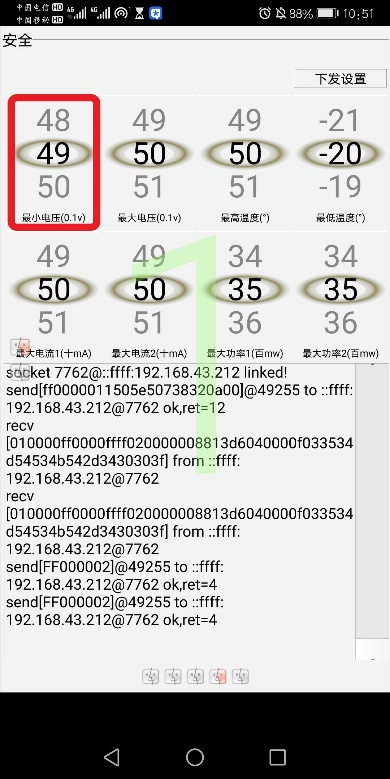 中国电信 HD 4G 4G 88% 10:51
中国移动 HD
安全
下发设置
48 49 49 -21
49 50 50 -20
50 51 51 -19
最小电压(0.1v) 最大电压(0.1v) 最高温度(°) 最低温度(°)
49 49 34 34
50 50 35 35
51 51 36 36
最大电流1(十mA) 最大电流2(十mA) 最大功率1(百mw) 最大功率2(百mw)
1
socket 7762@::ffff:192.168.43.212 linked!
send[ff0000011505e50738320a00]@49255 to ::ffff:
192.168.43.212@7762 ok,ret=12
recv
[010000ff0000ffff020000008813d6040000f033534
d54534b542d3430303f] from ::ffff:
192.168.43.212@7762
recv
[010000ff0000ffff020000008813d6040000f033534
d54534b542d3430303f] from ::ffff:
192.168.43.212@7762
send[FF000002]@49255 to ::ffff:
192.168.43.212@7762 ok,ret=4
send[FF000002]@49255 to ::ffff:
192.168.43.212@7762 ok,ret=4